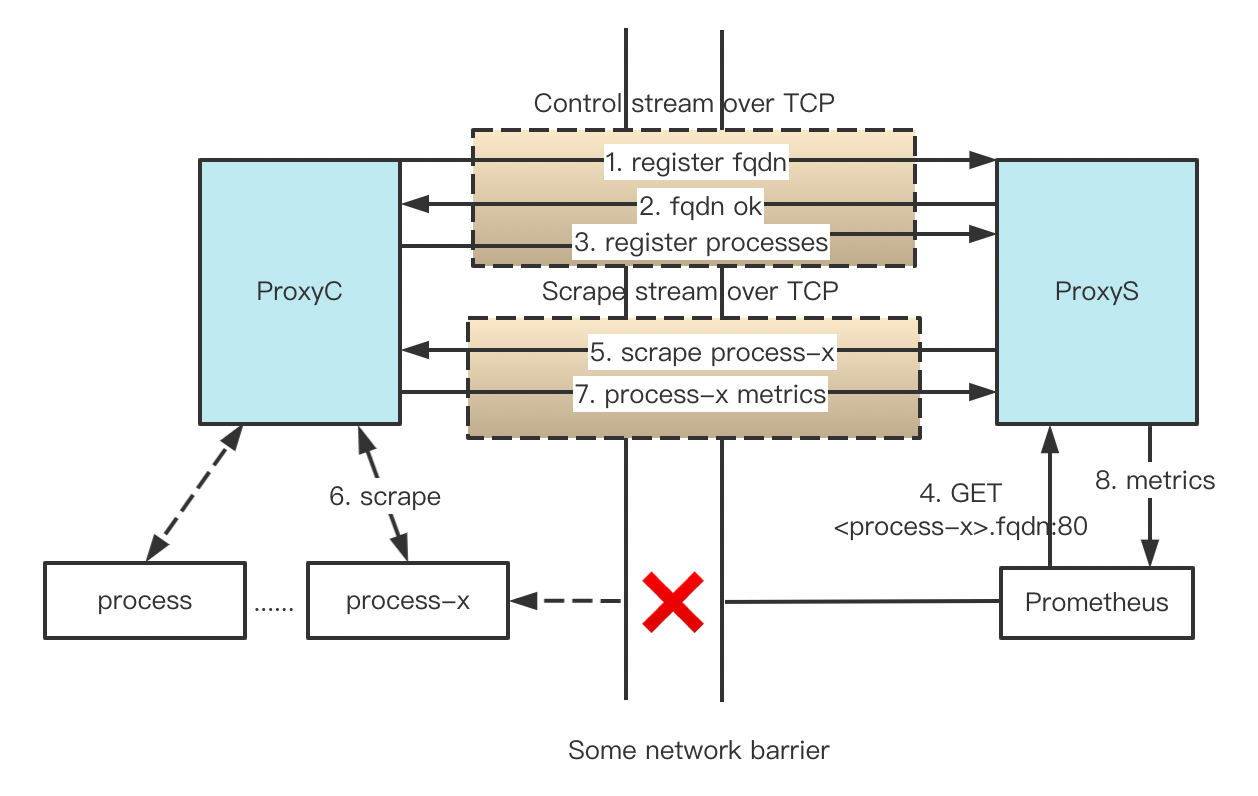 Control stream over TCP
1. register fqdn
2. fqdn ok
3. register processes
ProxyC
Scrape stream over TCP
ProxyS
5. scrape process-x
7. process-x metrics
6. scrape
4. GET
<process-x>.fqdn:80
8. metrics
process
......
process-x
Prometheus
Some network barrier